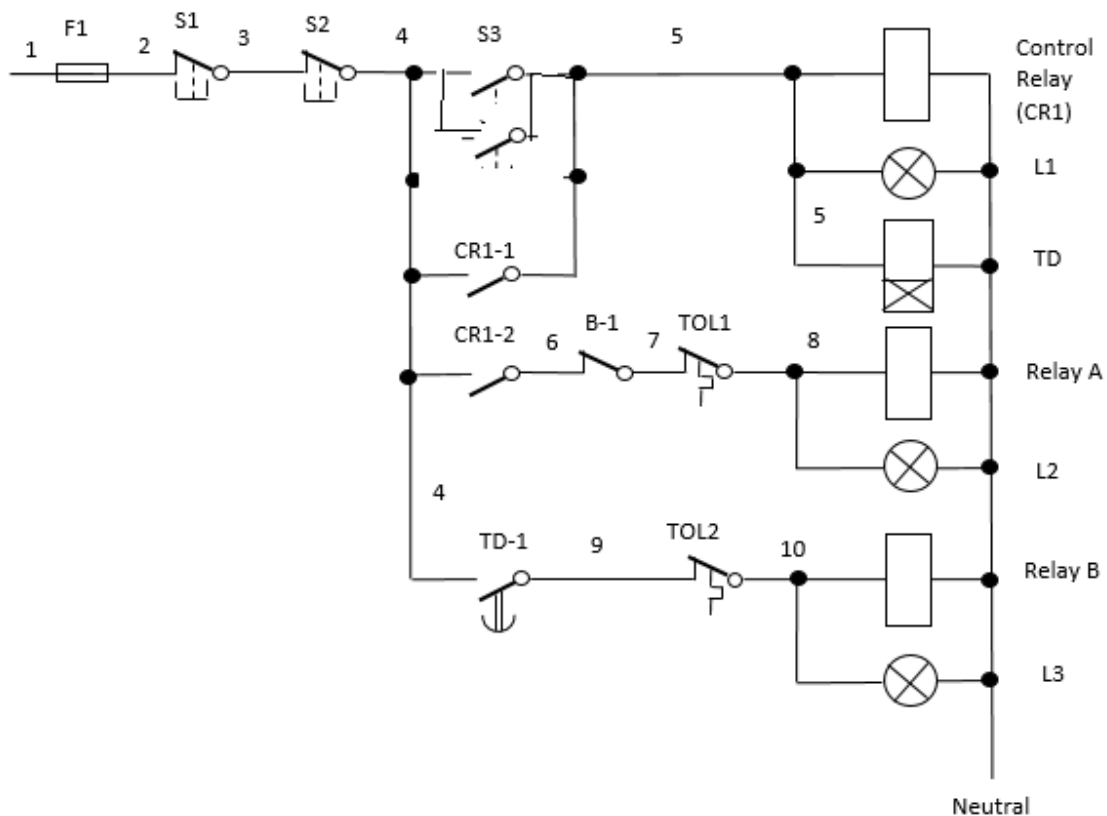 F1
S1
S2
S3
1
2
3
4
5
Control
Relay
(CR1)
L1
5
TD
CR1-1
CR1-2
6
B-1
7
TOL1
8
Relay A
L2
4
TD-1
9
TOL2
10
Relay B
L3
Neutral